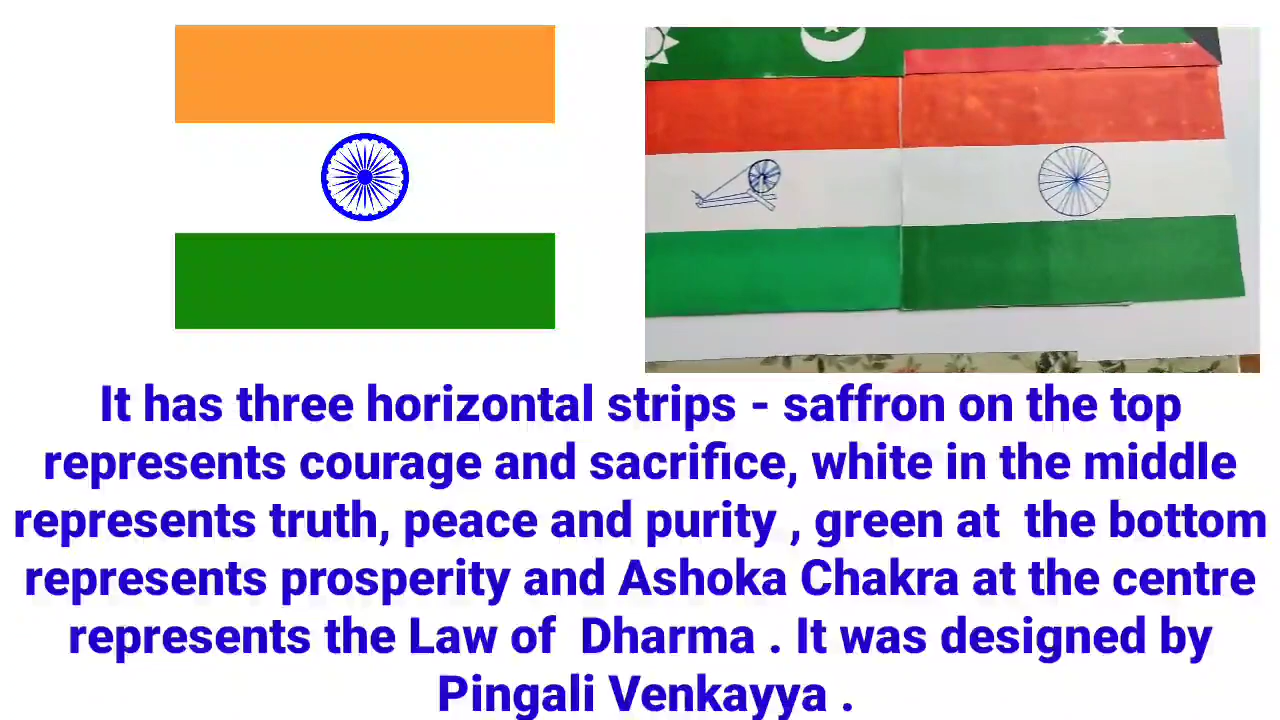 It has three horizontal strips - saffron on the top
represents courage and sacrifice, white in the middle
represents truth, peace and purity , green at  the bottom
represents prosperity and Ashoka Chakra at the centre
represents the Law of  Dharma . It was designed by
Pingali Venkayya .